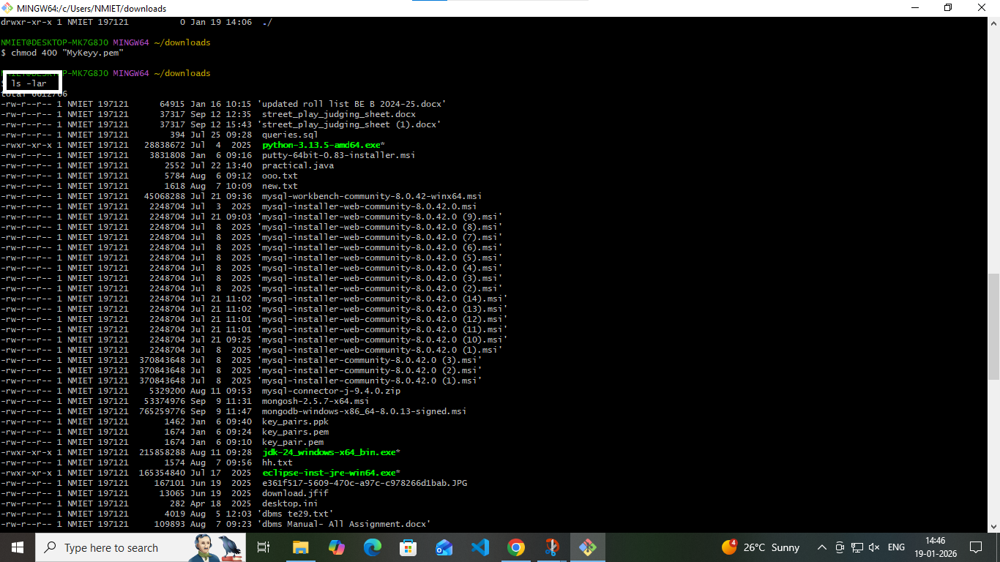 MINGW64:/c/Users/NMIET/downloads
drwxr-xr-x 1 NMIET 197121 0 Jan 19 14:06 ./
NMIET@DESKTOP-MK7G8JO MINGW64 ~/downloads
$ chmod 400 "MyKeyy.pem"
NMIET@DESKTOP-MK7G8JO MINGW64 ~/downloads
$ ls -lar
total 6612706
-rw-r--r-- 1 NMIET 197121 64915 Jan 16 10:15 'updated roll list BE B 2024-25.docx'
-rw-r--r-- 1 NMIET 197121 37317 Sep 12 12:35 street_play_judging_sheet.docx
-rw-r--r-- 1 NMIET 197121 37317 Sep 12 15:43 'street_play_judging_sheet (1).docx'
-rw-r--r-- 1 NMIET 197121 394 Jul 25 09:28 queries.sql
-rwxr-xr-x 1 NMIET 197121 28838672 Jul 4 2025 python-3.13.5-amd64.exe*
-rw-r--r-- 1 NMIET 197121 3831808 Jan 6 09:16 putty-64bit-0.83-installer.msi
-rw-r--r-- 1 NMIET 197121 2552 Jul 22 13:40 practical.java
-rw-r--r-- 1 NMIET 197121 5784 Aug 6 09:12 ooo.txt
-rw-r--r-- 1 NMIET 197121 1618 Aug 7 10:09 new.txt
-rw-r--r-- 1 NMIET 197121 45068288 Jul 21 09:36 mysql-workbench-community-8.0.42-winx64.msi
-rw-r--r-- 1 NMIET 197121 2248704 Jul 3 2025 mysql-installer-web-community-8.0.42.0.msi
-rw-r--r-- 1 NMIET 197121 2248704 Jul 21 09:03 'mysql-installer-web-community-8.0.42.0 (9).msi'
-rw-r--r-- 1 NMIET 197121 2248704 Jul 8 2025 'mysql-installer-web-community-8.0.42.0 (8).msi'
-rw-r--r-- 1 NMIET 197121 2248704 Jul 8 2025 'mysql-installer-web-community-8.0.42.0 (7).msi'
-rw-r--r-- 1 NMIET 197121 2248704 Jul 8 2025 'mysql-installer-web-community-8.0.42.0 (6).msi'
-rw-r--r-- 1 NMIET 197121 2248704 Jul 8 2025 'mysql-installer-web-community-8.0.42.0 (5).msi'
-rw-r--r-- 1 NMIET 197121 2248704 Jul 8 2025 'mysql-installer-web-community-8.0.42.0 (4).msi'
-rw-r--r-- 1 NMIET 197121 2248704 Jul 8 2025 'mysql-installer-web-community-8.0.42.0 (3).msi'
-rw-r--r-- 1 NMIET 197121 2248704 Jul 8 2025 'mysql-installer-web-community-8.0.42.0 (2).msi'
-rw-r--r-- 1 NMIET 197121 2248704 Jul 21 11:02 'mysql-installer-web-community-8.0.42.0 (14).msi'
-rw-r--r-- 1 NMIET 197121 2248704 Jul 21 11:02 'mysql-installer-web-community-8.0.42.0 (13).msi'
-rw-r--r-- 1 NMIET 197121 2248704 Jul 21 11:01 'mysql-installer-web-community-8.0.42.0 (12).msi'
-rw-r--r-- 1 NMIET 197121 2248704 Jul 21 11:01 'mysql-installer-web-community-8.0.42.0 (11).msi'
-rw-r--r-- 1 NMIET 197121 2248704 Jul 21 09:25 'mysql-installer-web-community-8.0.42.0 (10).msi'
-rw-r--r-- 1 NMIET 197121 2248704 Jul 8 2025 'mysql-installer-web-community-8.0.42.0 (1).msi'
-rw-r--r-- 1 NMIET 197121 370843648 Jul 8 2025 'mysql-installer-community-8.0.42.0 (3).msi'
-rw-r--r-- 1 NMIET 197121 370843648 Jul 8 2025 'mysql-installer-community-8.0.42.0 (2).msi'
-rw-r--r-- 1 NMIET 197121 370843648 Jul 8 2025 'mysql-installer-community-8.0.42.0 (1).msi'
-rw-r--r-- 1 NMIET 197121 5329200 Aug 11 09:53 mysql-connector-j-9.4.0.zip
-rw-r--r-- 1 NMIET 197121 53374976 Sep 9 11:31 mongosh-2.5.7-x64.msi
-rw-r--r-- 1 NMIET 197121 765259776 Sep 9 11:47 mongodb-windows-x86_64-8.0.13-signed.msi
-rw-r--r-- 1 NMIET 197121 1462 Jan 6 09:40 key_pairs.ppk
-rw-r--r-- 1 NMIET 197121 1674 Jan 6 09:24 key_pairs.pem
-rw-r--r-- 1 NMIET 197121 1674 Jan 6 09:10 key_pair.pem
-rwxr-xr-x 1 NMIET 197121 215858288 Aug 11 09:28 jdk-24_windows-x64_bin.exe*
-rw-r--r-- 1 NMIET 197121 1574 Aug 7 09:56 hh.txt
-rwxr-xr-x 1 NMIET 197121 165354840 Jul 17 2025 eclipse-inst-jre-win64.exe*
-rw-r--r-- 1 NMIET 197121 167101 Jun 19 2025 e361f517-5609-470c-a97c-c978266d1bab.JPG
-rw-r--r-- 1 NMIET 197121 13065 Jun 19 2025 download.jfif
-rw-r--r-- 1 NMIET 197121 282 Apr 18 2025 desktop.ini
-rw-r--r-- 1 NMIET 197121 4019 Aug 5 12:03 'dbms te29.txt'
-rw-r--r-- 1 NMIET 197121 109893 Aug 7 09:23 'dbms Manual- All Assignment.docx'
Type here to search
4
26°C Sunny
ENG
14:46
19-01-2026